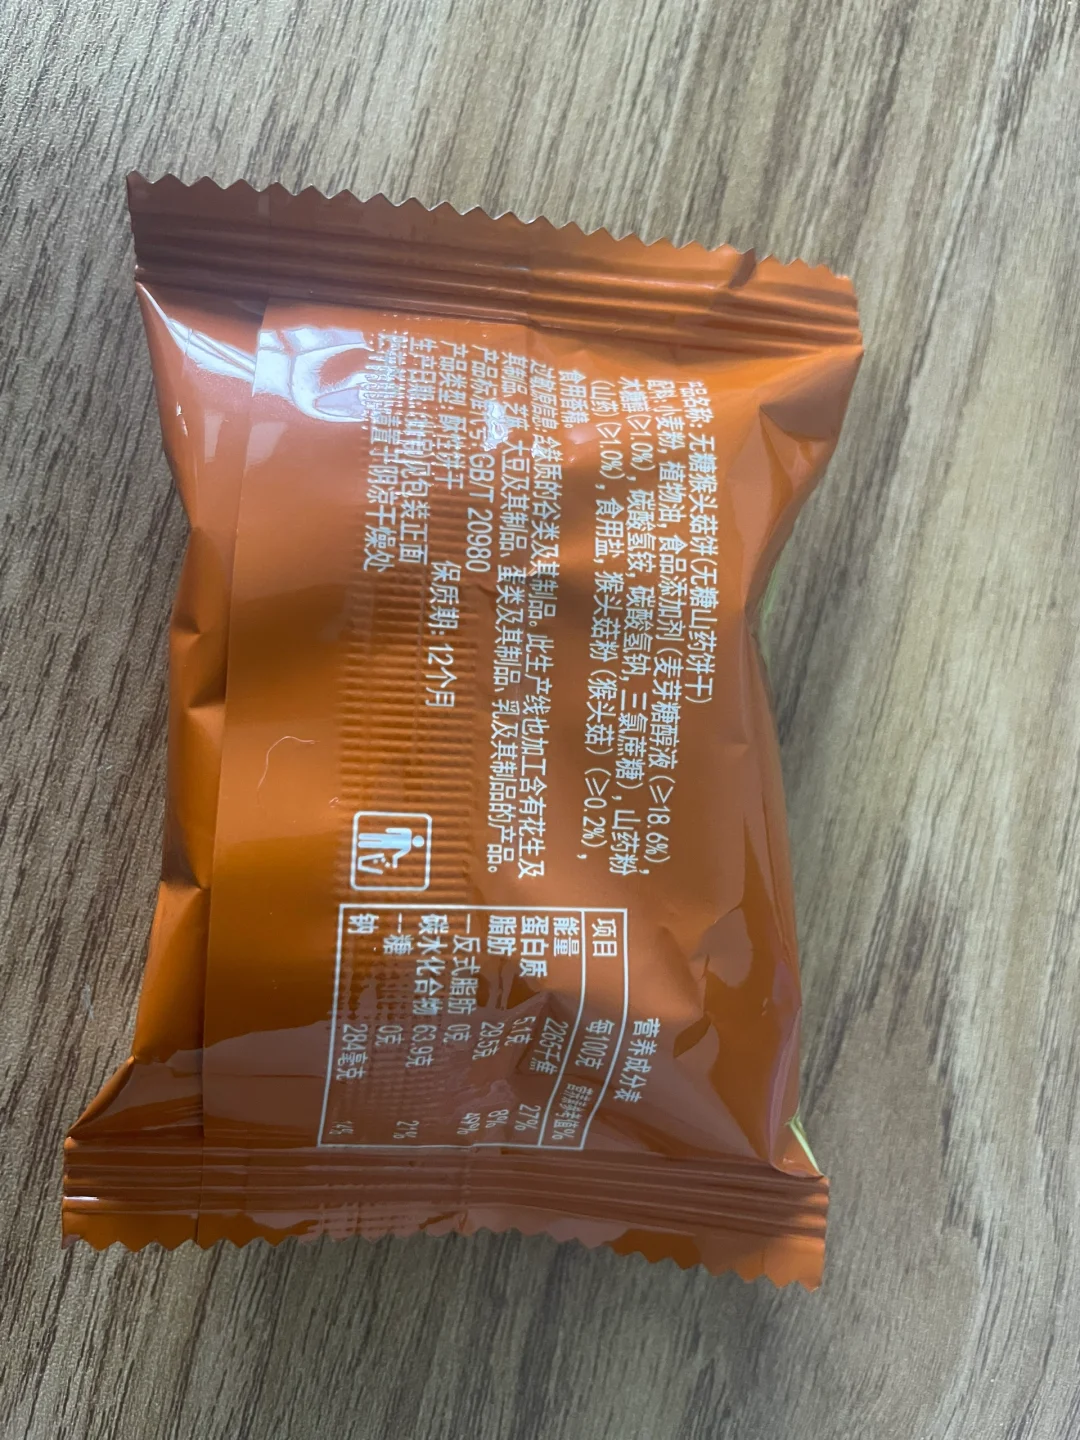 品名称: 无糖猴头菇饼(无糖山药饼干)
配料: 小麦粉, 植物油, 食品添加剂 (麦芽糖醇液 (≥18.6%),
木糖醇 (≥1.0%), 碳酸氢铵, 碳酸氢钠, 三氯蔗糖), 山药粉
(山药) (≥1.0%), 食用盐, 猴头菇粉 (猴头菇) (≥0.2%),
食用香精。
过敏原信息: 含麸质的谷类及其制品。此生产线也加工含有花生及
其制品、芝麻、大豆及其制品、蛋类及其制品、乳及其制品的产品。
产品标准代号: GB/T 20980
产品类型: 酥性饼干 保质期: 12个月
生产日期: 包装正面
请置于阴凉干燥处
营养成分表
项目 每100克 营养素参考值%
能量 2265千焦 27%
蛋白质 5.1克 8%
脂肪 29.5克 49%
—反式脂肪 0克
碳水化合物 63.9克 21%
—糖 0克
钠 284毫克 14%